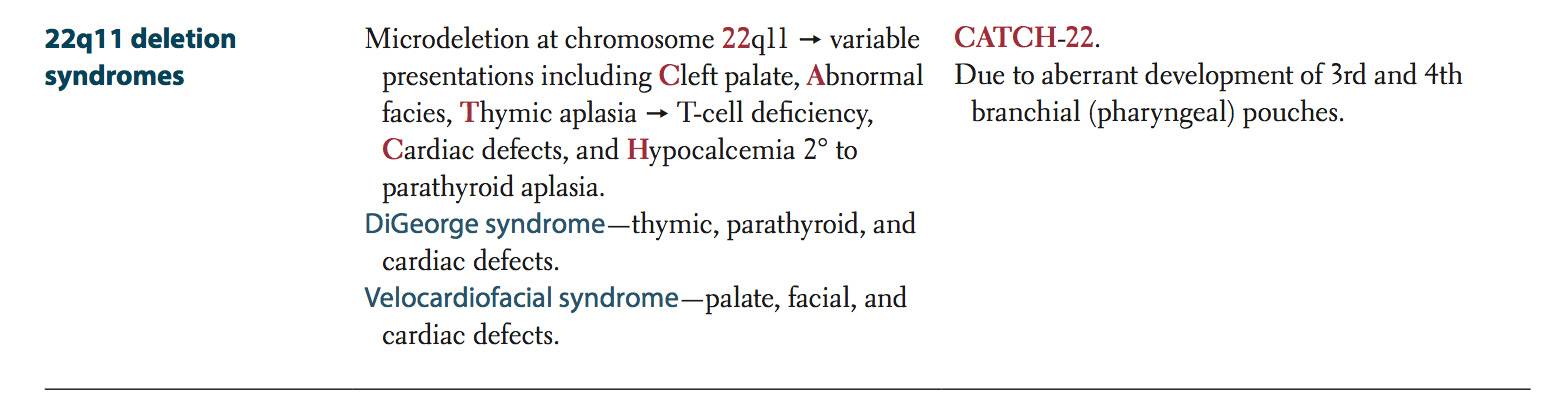 22q11 deletion
syndromes
Microdeletion at chromosome 22q11 → variable
presentations including Cleft palate, Abnormal
facies, Thymic aplasia → T-cell deficiency,
Cardiac defects, and Hypocalcemia 2° to
parathyroid aplasia.
DiGeorge syndrome—thymic, parathyroid, and
cardiac defects.
Velocardiofacial syndrome—palate, facial, and
cardiac defects.
CATCH-22.
Due to aberrant development of 3rd and 4th
branchial (pharyngeal) pouches.